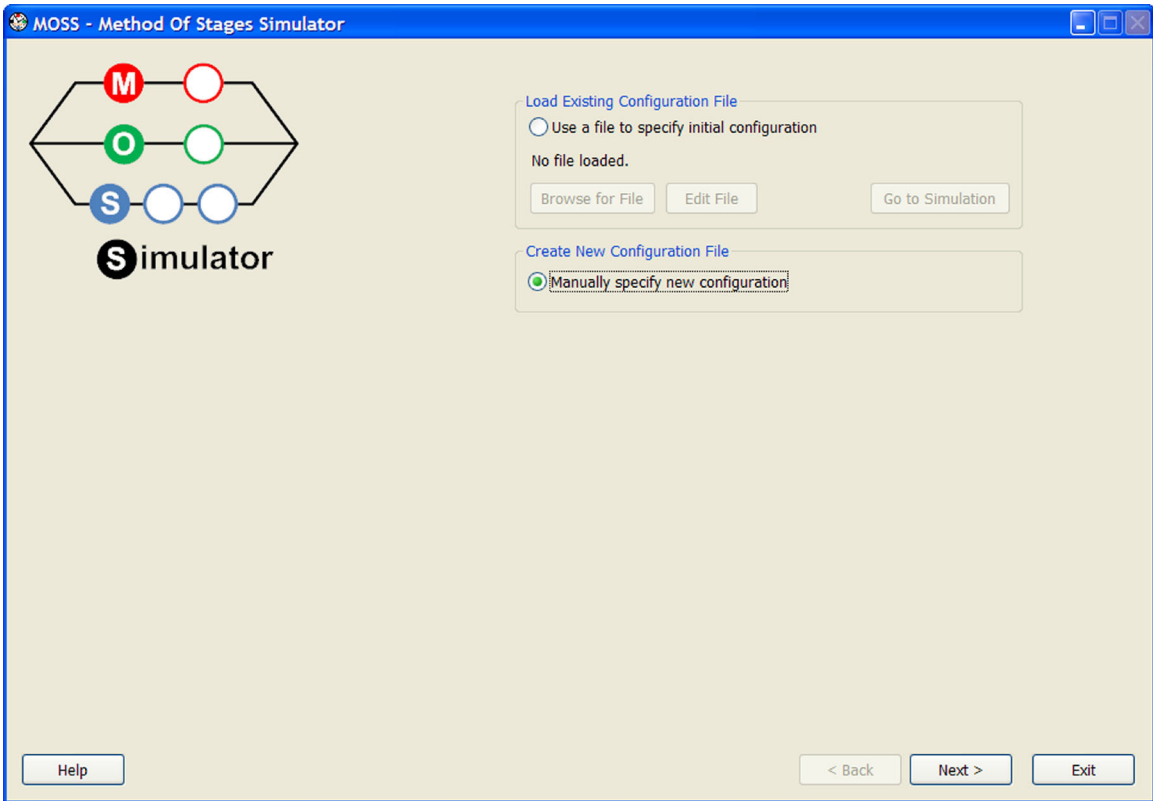 MOSS - Method Of Stages Simulator
M
O
S
Simulator
Load Existing Configuration File
Use a file to specify initial configuration
No file loaded.
Browse for File Edit File Go to Simulation
Create New Configuration File
Manually specify new configuration
Help < Back Next > Exit